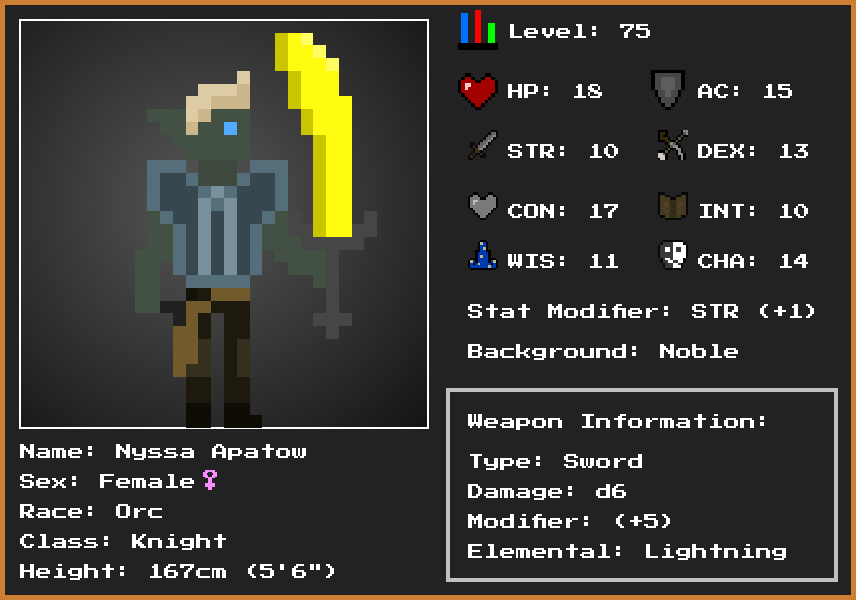 Level: 75
HP: 18
AC: 15
STR: 10
DEX: 13
CON: 17
INT: 10
WIS: 11
CHA: 14
Stat Modifier: STR (+1)
Background: Noble
Weapon Information:
Type: Sword
Damage: d6
Modifier: (+5)
Elemental: Lightning
Name: Nyssa Apatow
Sex: Female♀
Race: Orc
Class: Knight
Height: 167cm (5'6")